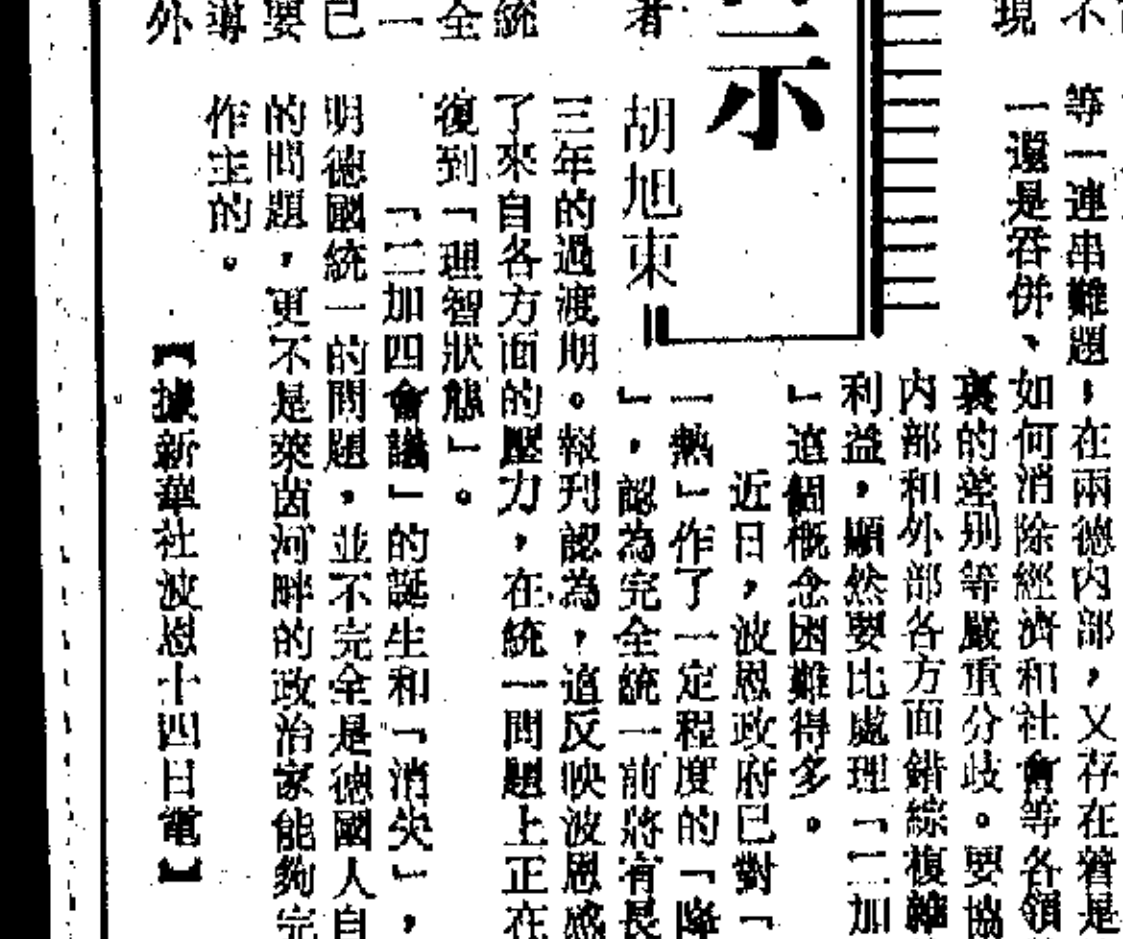 不
現
示
者 胡旭東
統
全
一
已
要
導
外
等一連串難題，在兩德内部，又存在着是
一還是吞併、如何消除經濟和社會等各領
裏的差别等嚴重分歧。要協
内部和外部各方面錯綜複雜
利益，顯然要比處理「二加
」這個概念困難得多。
近日，波恩政府已對「
一熱」作了一定程度的「降
」，認為完全統一前將有長
三年的過渡期。報刊認為，這反映波恩感
了來自各方面的壓力，在統一問題上正在
復到「理智狀態」。
「二加四會議」的誕生和「消失」，
明德國統一的問題，並不完全是德國人自
的問題，更不是萊茵河畔的政治家能夠完
作主的。
【據新華社波恩十四日電】